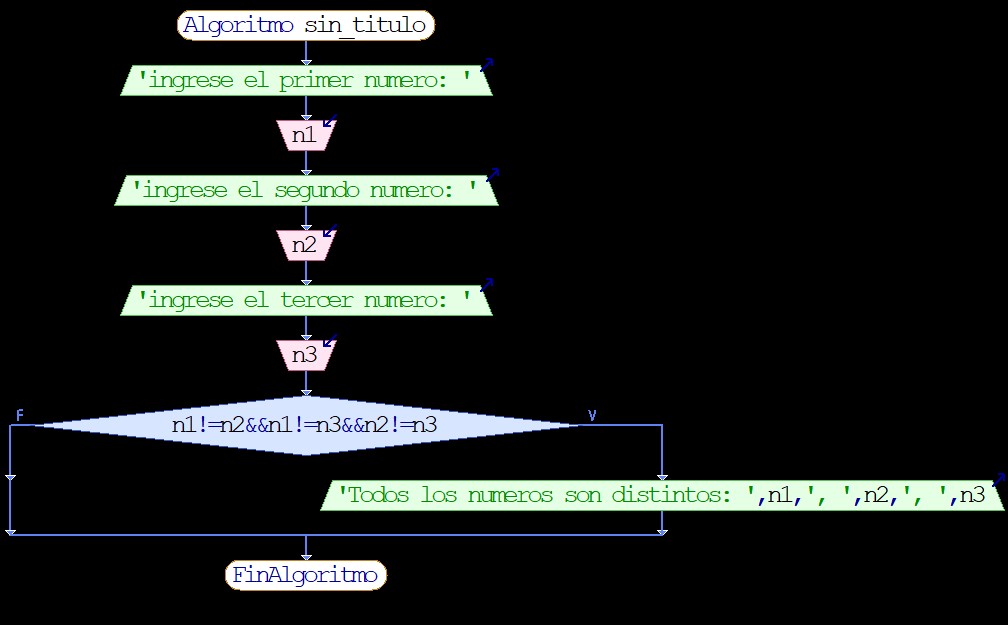 Algoritmo sin_titulo
'ingrese el primer numero: '
n1
'ingrese el segundo numero: '
n2
'ingrese el tercer numero: '
n3
F
n1!=n2&&n1!=n3&&n2!=n3
V
'Todos los numeros son distintos: ',n1,', ',n2,', ',n3
FinAlgoritmo